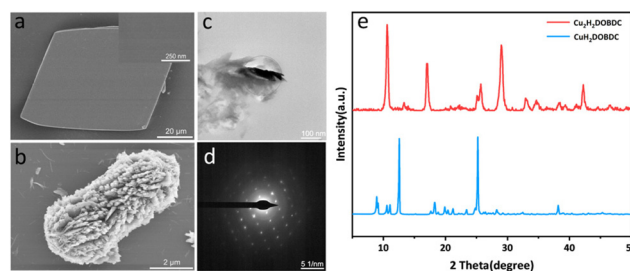 a
250 nm
20 μm
b
2 μm
c
100 nm
d
5 1/nm
e
Cu₂H₂DOBDC
CuH₂DOBDC
Intensity(a.u.)
10 20 30 40 50
2 Theta(degree)